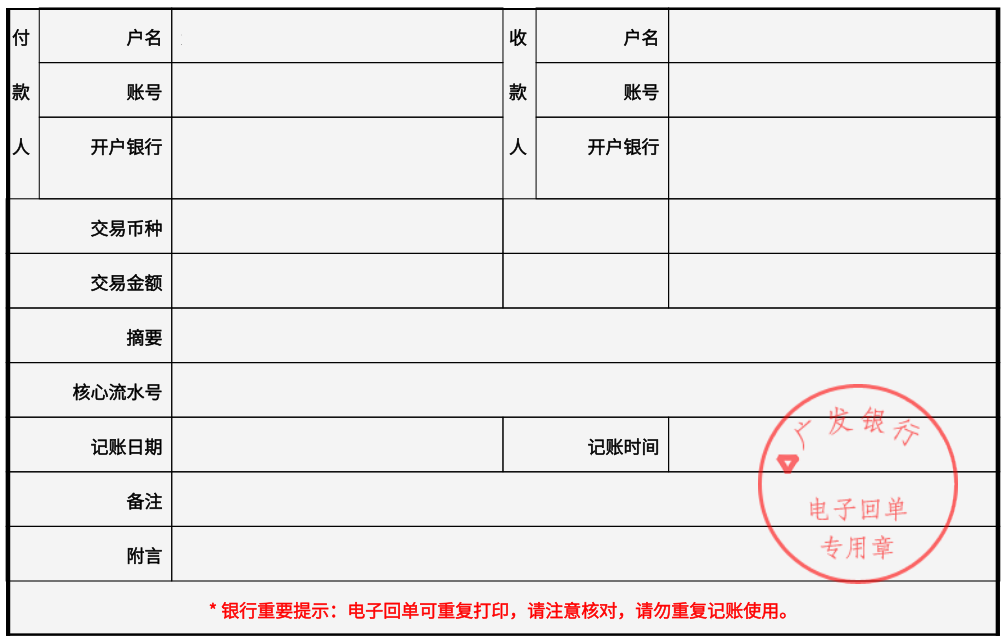 付 户名 收 户名
款 账号 款 账号
人 开户银行 人 开户银行
交易币种
交易金额
摘要
核心流水号
广发银行
记账日期 记账时间
备注 电子回单
附言 专用章
* 银行重要提示：电子回单可重复打印，请注意核对，请勿重复记账使用。